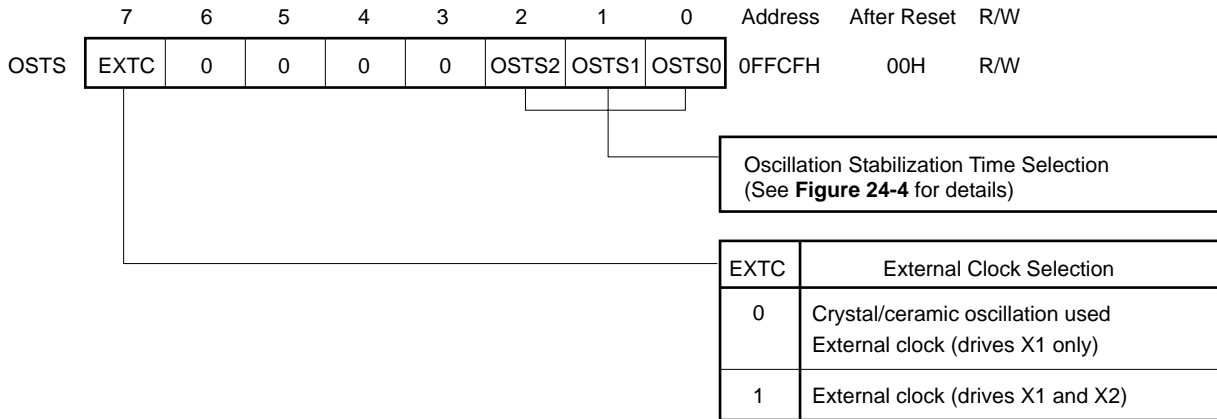 7 6 5 4 3 2 1 0 Address After Reset R/W
OSTS EXTC 0 0 0 0 OSTS2 OSTS1 OSTS0 0FFCFH 00H R/W
Oscillation Stabilization Time Selection
(See Figure 24-4 for details)
EXTC External Clock Selection
0 Crystal/ceramic oscillation used
External clock (drives X1 only)
1 External clock (drives X1 and X2)